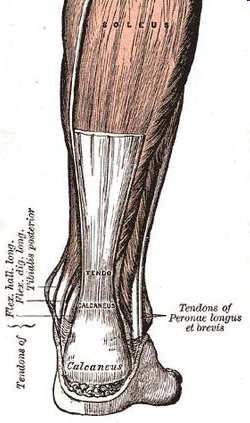 SOLEUS
TENDO
CALCANEUS
Calcaneus
Tendons of
Flex. hall. long.
Flex. dig. long.
Tibialis posterior
Tendons of
Peronæ longus
et brevis